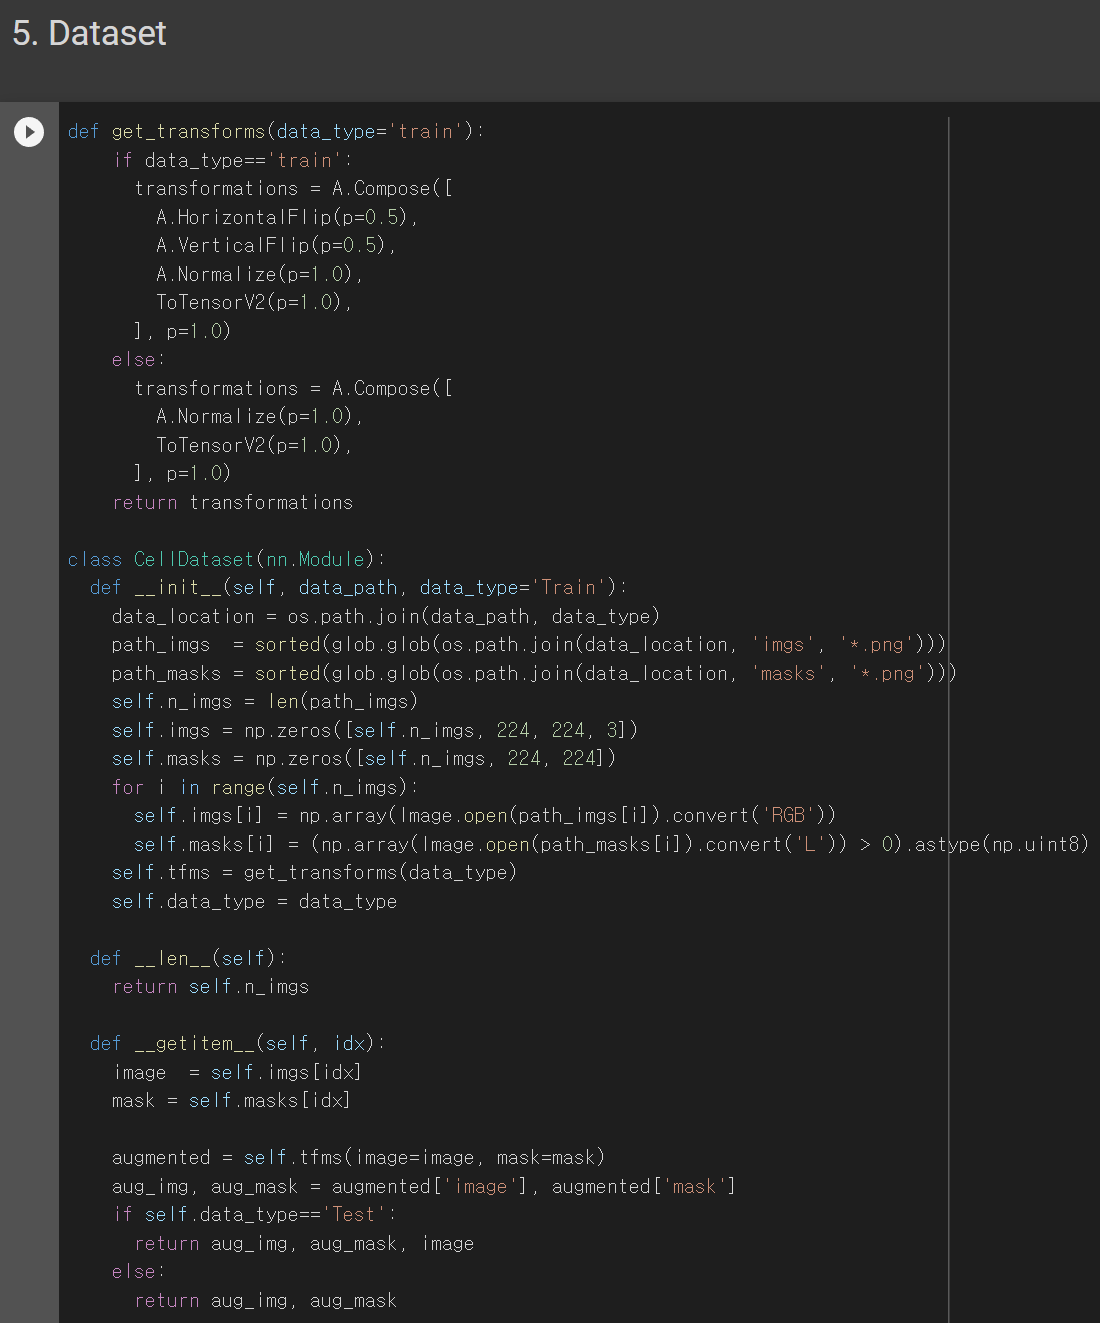 5. Dataset
def get_transforms(data_type='train'):
    if data_type=='train':
      transformations = A.Compose([
        A.HorizontalFlip(p=0.5),
        A.VerticalFlip(p=0.5),
        A.Normalize(p=1.0),
        ToTensorV2(p=1.0),
      ], p=1.0)
    else:
      transformations = A.Compose([
        A.Normalize(p=1.0),
        ToTensorV2(p=1.0),
      ], p=1.0)
    return transformations
class CellDataset(nn.Module):
  def __init__(self, data_path, data_type='Train'):
    data_location = os.path.join(data_path, data_type)
    path_imgs  = sorted(glob.glob(os.path.join(data_location, 'imgs', '*.png')))
    path_masks = sorted(glob.glob(os.path.join(data_location, 'masks', '*.png')))
    self.n_imgs = len(path_imgs)
    self.imgs = np.zeros([self.n_imgs, 224, 224, 3])
    self.masks = np.zeros([self.n_imgs, 224, 224])
    for i in range(self.n_imgs):
      self.imgs[i] = np.array(Image.open(path_imgs[i]).convert('RGB'))
      self.masks[i] = (np.array(Image.open(path_masks[i]).convert('L')) > 0).astype(np.uint8)
    self.tfms = get_transforms(data_type)
    self.data_type = data_type
  def __len__(self):
    return self.n_imgs
  def __getitem__(self, idx):
    image  = self.imgs[idx]
    mask = self.masks[idx]
    augmented = self.tfms(image=image, mask=mask)
    aug_img, aug_mask = augmented['image'], augmented['mask']
    if self.data_type=='Test':
      return aug_img, aug_mask, image
    else:
      return aug_img, aug_mask